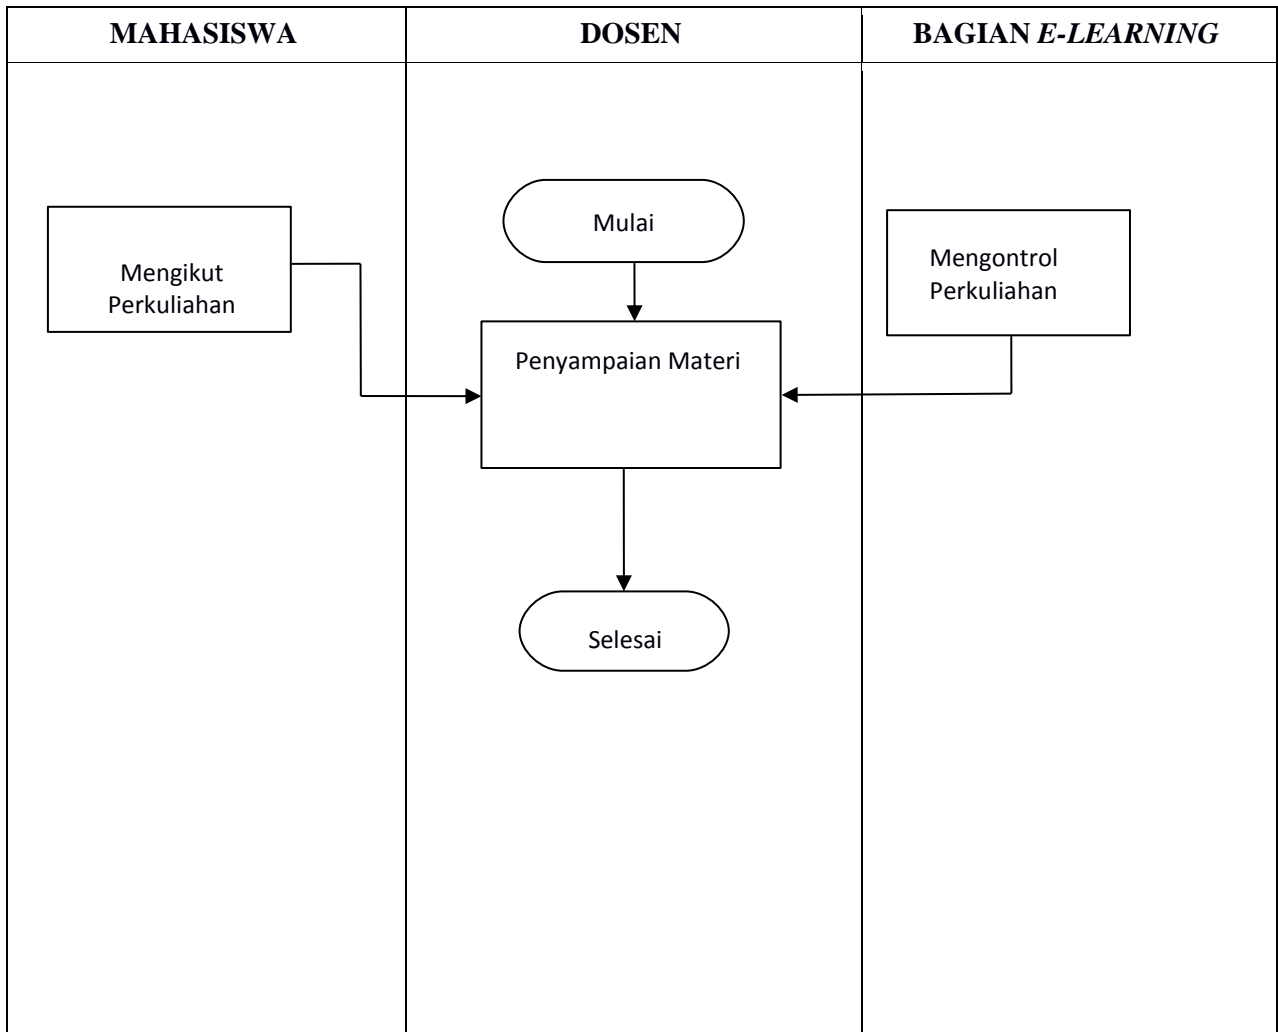 MAHASISWA
DOSEN
BAGIAN E-LEARNING
Mengikut
Perkuliahan
Mulai
Penyampaian Materi
Selesai
Mengontrol
Perkuliahan